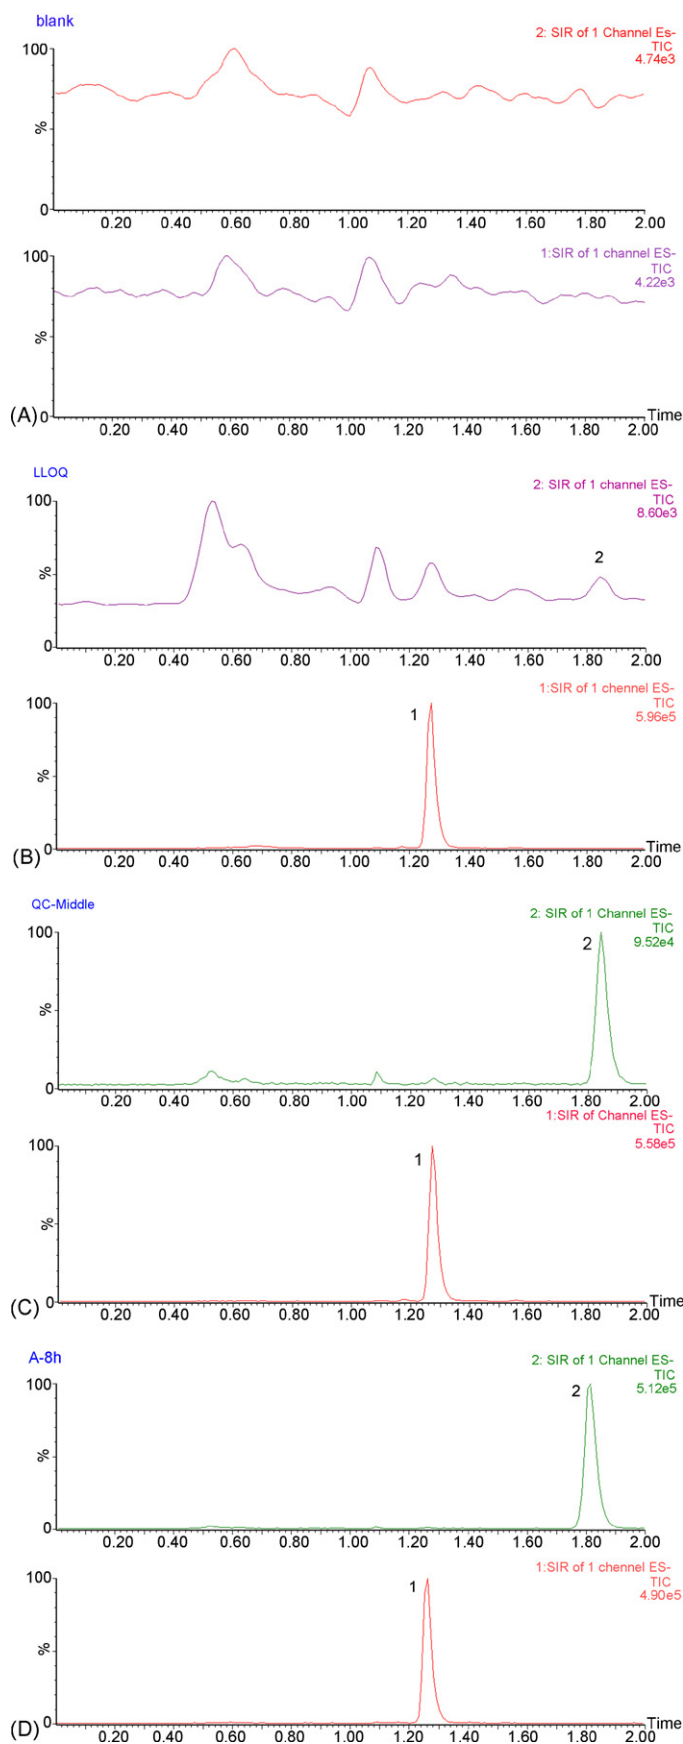 blank
2: SIR of 1 Channel Es-
TIC
4.74e3
100
%
0
0.20 0.40 0.60 0.80 1.00 1.20 1.40 1.60 1.80 2.00
1:SIR of 1 channel ES-
TIC
4.22e3
100
%
0
(A)
Time
0.20 0.40 0.60 0.80 1.00 1.20 1.40 1.60 1.80 2.00
LLOQ
2: SIR of 1 channel ES-
TIC
8.60e3
100
2
%
0
0.20 0.40 0.60 0.80 1.00 1.20 1.40 1.60 1.80 2.00
1:SIR of 1 chennel ES-
TIC
5.96e5
100
1
%
0
(B)
Time
0.20 0.40 0.60 0.80 1.00 1.20 1.40 1.60 1.80 2.00
QC-Middle
2: SIR of 1 Channel ES-
TIC
9.52e4
100
2
%
0
0.20 0.40 0.60 0.80 1.00 1.20 1.40 1.60 1.80 2.00
1:SIR of Channel ES-
TIC
5.58e5
100
1
%
0
(C)
Time
0.20 0.40 0.60 0.80 1.00 1.20 1.40 1.60 1.80 2.00
A-8h
2: SIR of 1 Channel ES-
TIC
5.12e5
100
2
%
0
0.20 0.40 0.60 0.80 1.00 1.20 1.40 1.60 1.80 2.00
1:SIR of 1 chennel ES-
TIC
4.90e5
100
1
%
0
(D)
Time
0.20 0.40 0.60 0.80 1.00 1.20 1.40 1.60 1.80 2.00